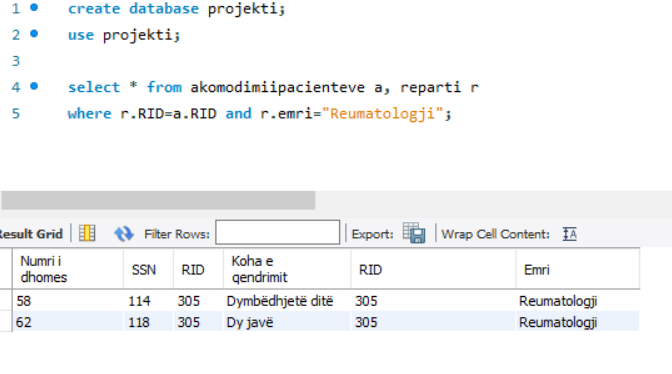 1 create database projekti;
2 use projekti;
3
4 select * from akomodimiipacienteve a, reparti r
5 where r.RID=a.RID and r.emri="Reumatologji";
Result Grid Filter Rows: Export: Wrap Cell Content: IA
Numri i dhomes SSN RID Koha e qendrimit RID Emri
58 114 305 Dymbëdhjetë ditë 305 Reumatologji
62 118 305 Dy javë 305 Reumatologji